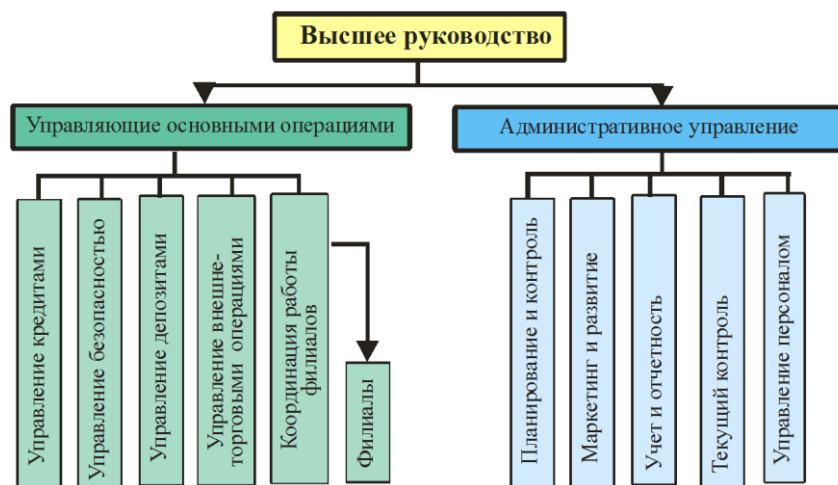 Высшее руководство
Управляющие основными операциями
Административное управление
Управление кредитами
Управление безопасностью
Управление депозитами
Управление внешне-
торговыми операциями
Координация работы
филиалов
Филиалы
Планирование и контроль
Маркетинг и развитие
Учет и отчетность
Текущий контроль
Управление персоналом